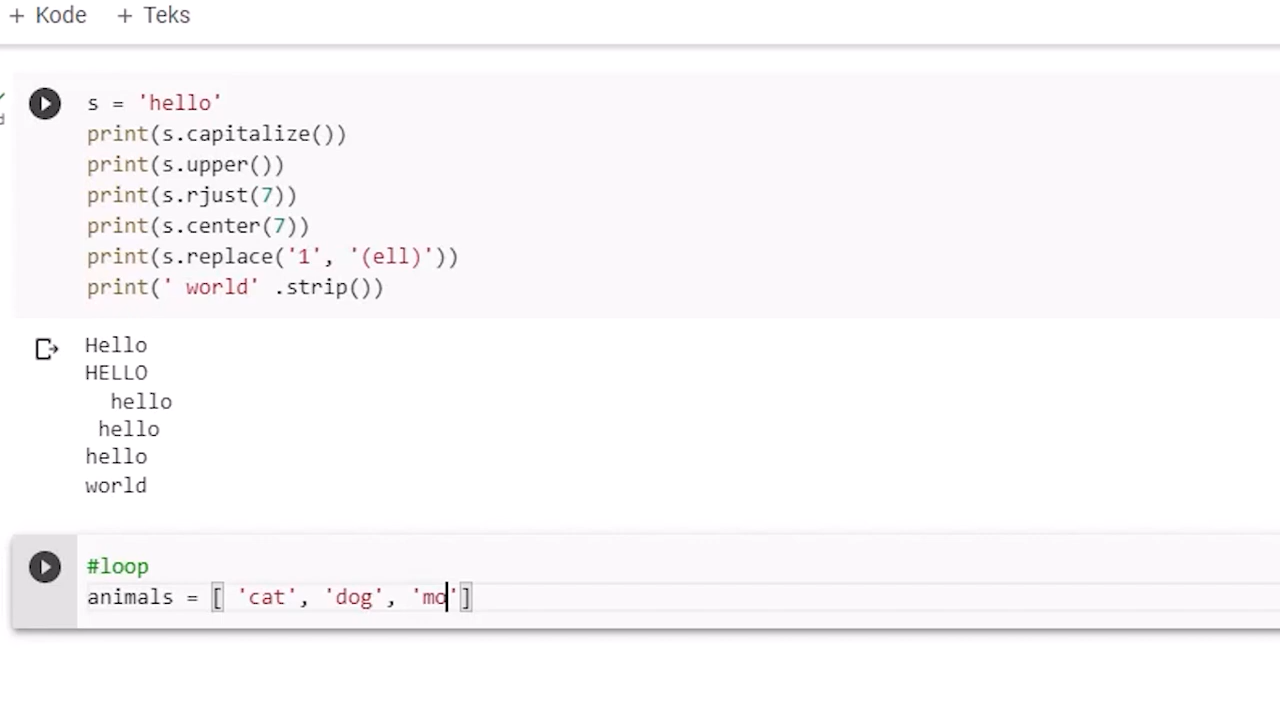 + Kode + Teks
s = 'hello'
print(s.capitalize())
print(s.upper())
print(s.rjust(7))
print(s.center(7))
print(s.replace('1', '(ell)'))
print(' world' .strip())
Hello
HELLO
  hello
 hello
hello
world
#loop
animals = [ 'cat', 'dog', 'mo']